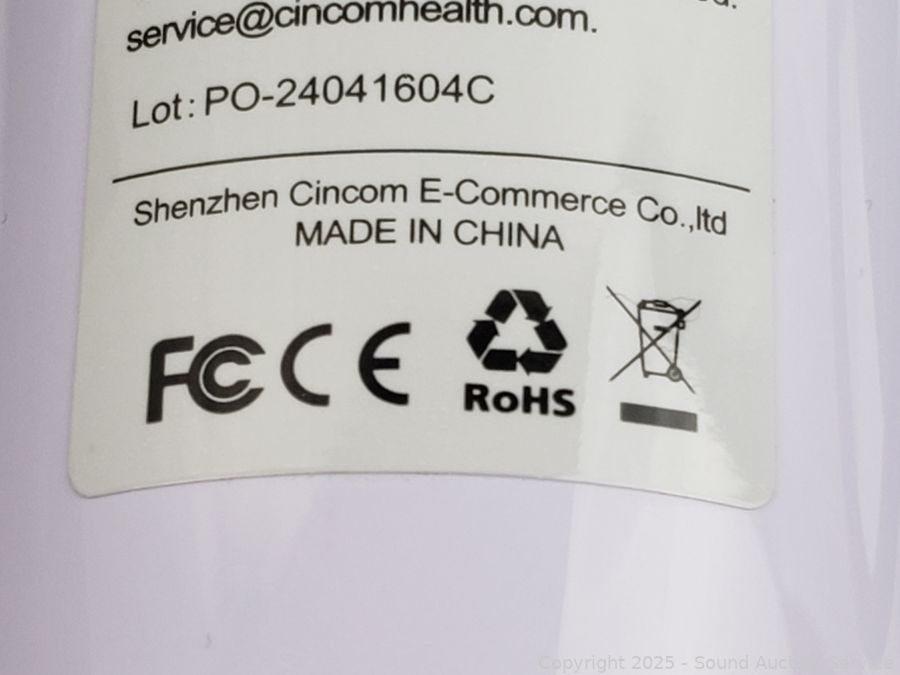 service@cincomhealth.com.
Lot: PO-24041604C
Shenzhen Cincom E-Commerce Co.,ltd
MADE IN CHINA
FC CE
RoHS
Copyright 2025 - Sound Auction Service